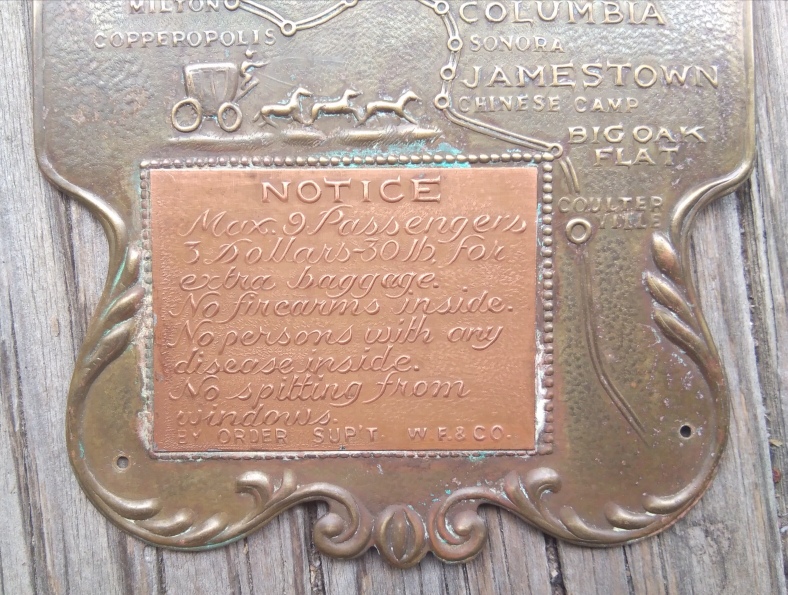 MILTON
COLUMBIA
COPPEROPOLIS
SONORA
JAMESTOWN
CHINESE CAMP
BIG OAK
FLAT
COULTER
VILLE
NOTICE
Max. 9 Passengers
3 Dollars-30 lb. for
extra baggage.
No firearms inside.
No persons with any
disease inside.
No spitting from
windows.
BY ORDER SUP'T. W.F.& CO.